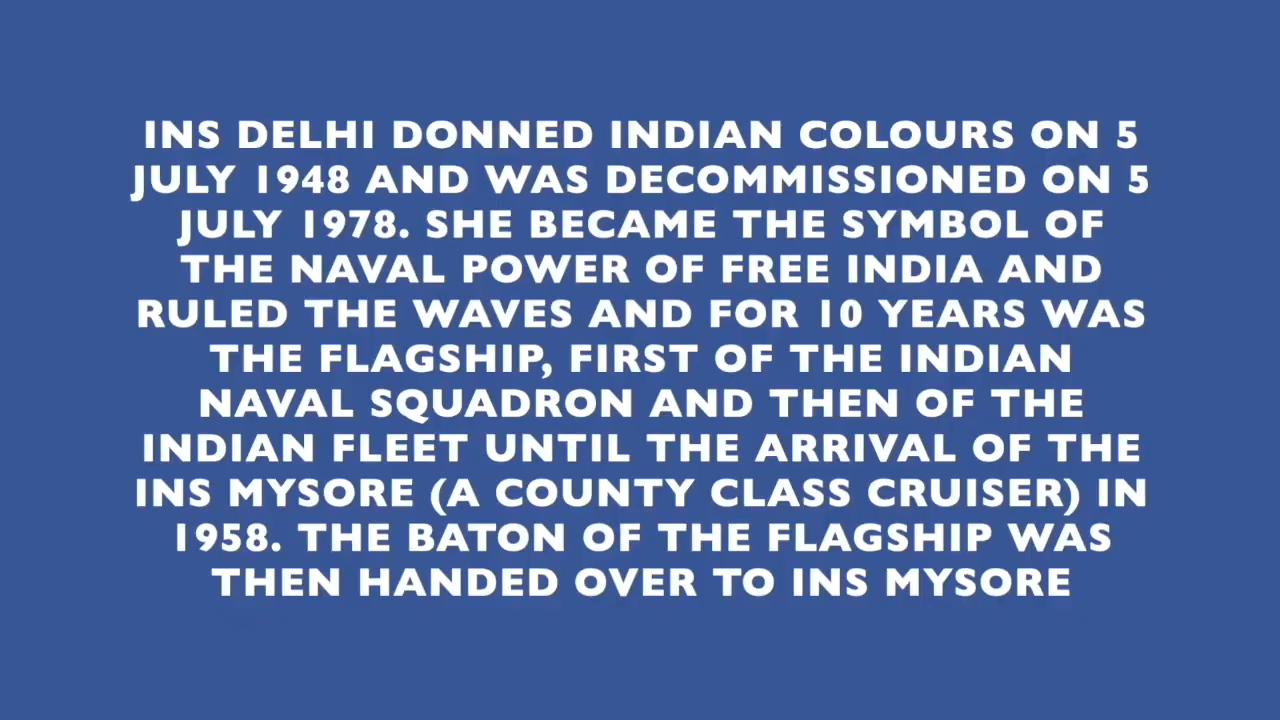 INS DELHI DONNED INDIAN COLOURS ON 5
JULY 1948 AND WAS DECOMMISSIONED ON 5
JULY 1978. SHE BECAME THE SYMBOL OF
THE NAVAL POWER OF FREE INDIA AND
RULED THE WAVES AND FOR 10 YEARS WAS
THE FLAGSHIP, FIRST OF THE INDIAN
NAVAL SQUADRON AND THEN OF THE
INDIAN FLEET UNTIL THE ARRIVAL OF THE
INS MYSORE (A COUNTY CLASS CRUISER) IN
1958. THE BATON OF THE FLAGSHIP WAS
THEN HANDED OVER TO INS MYSORE